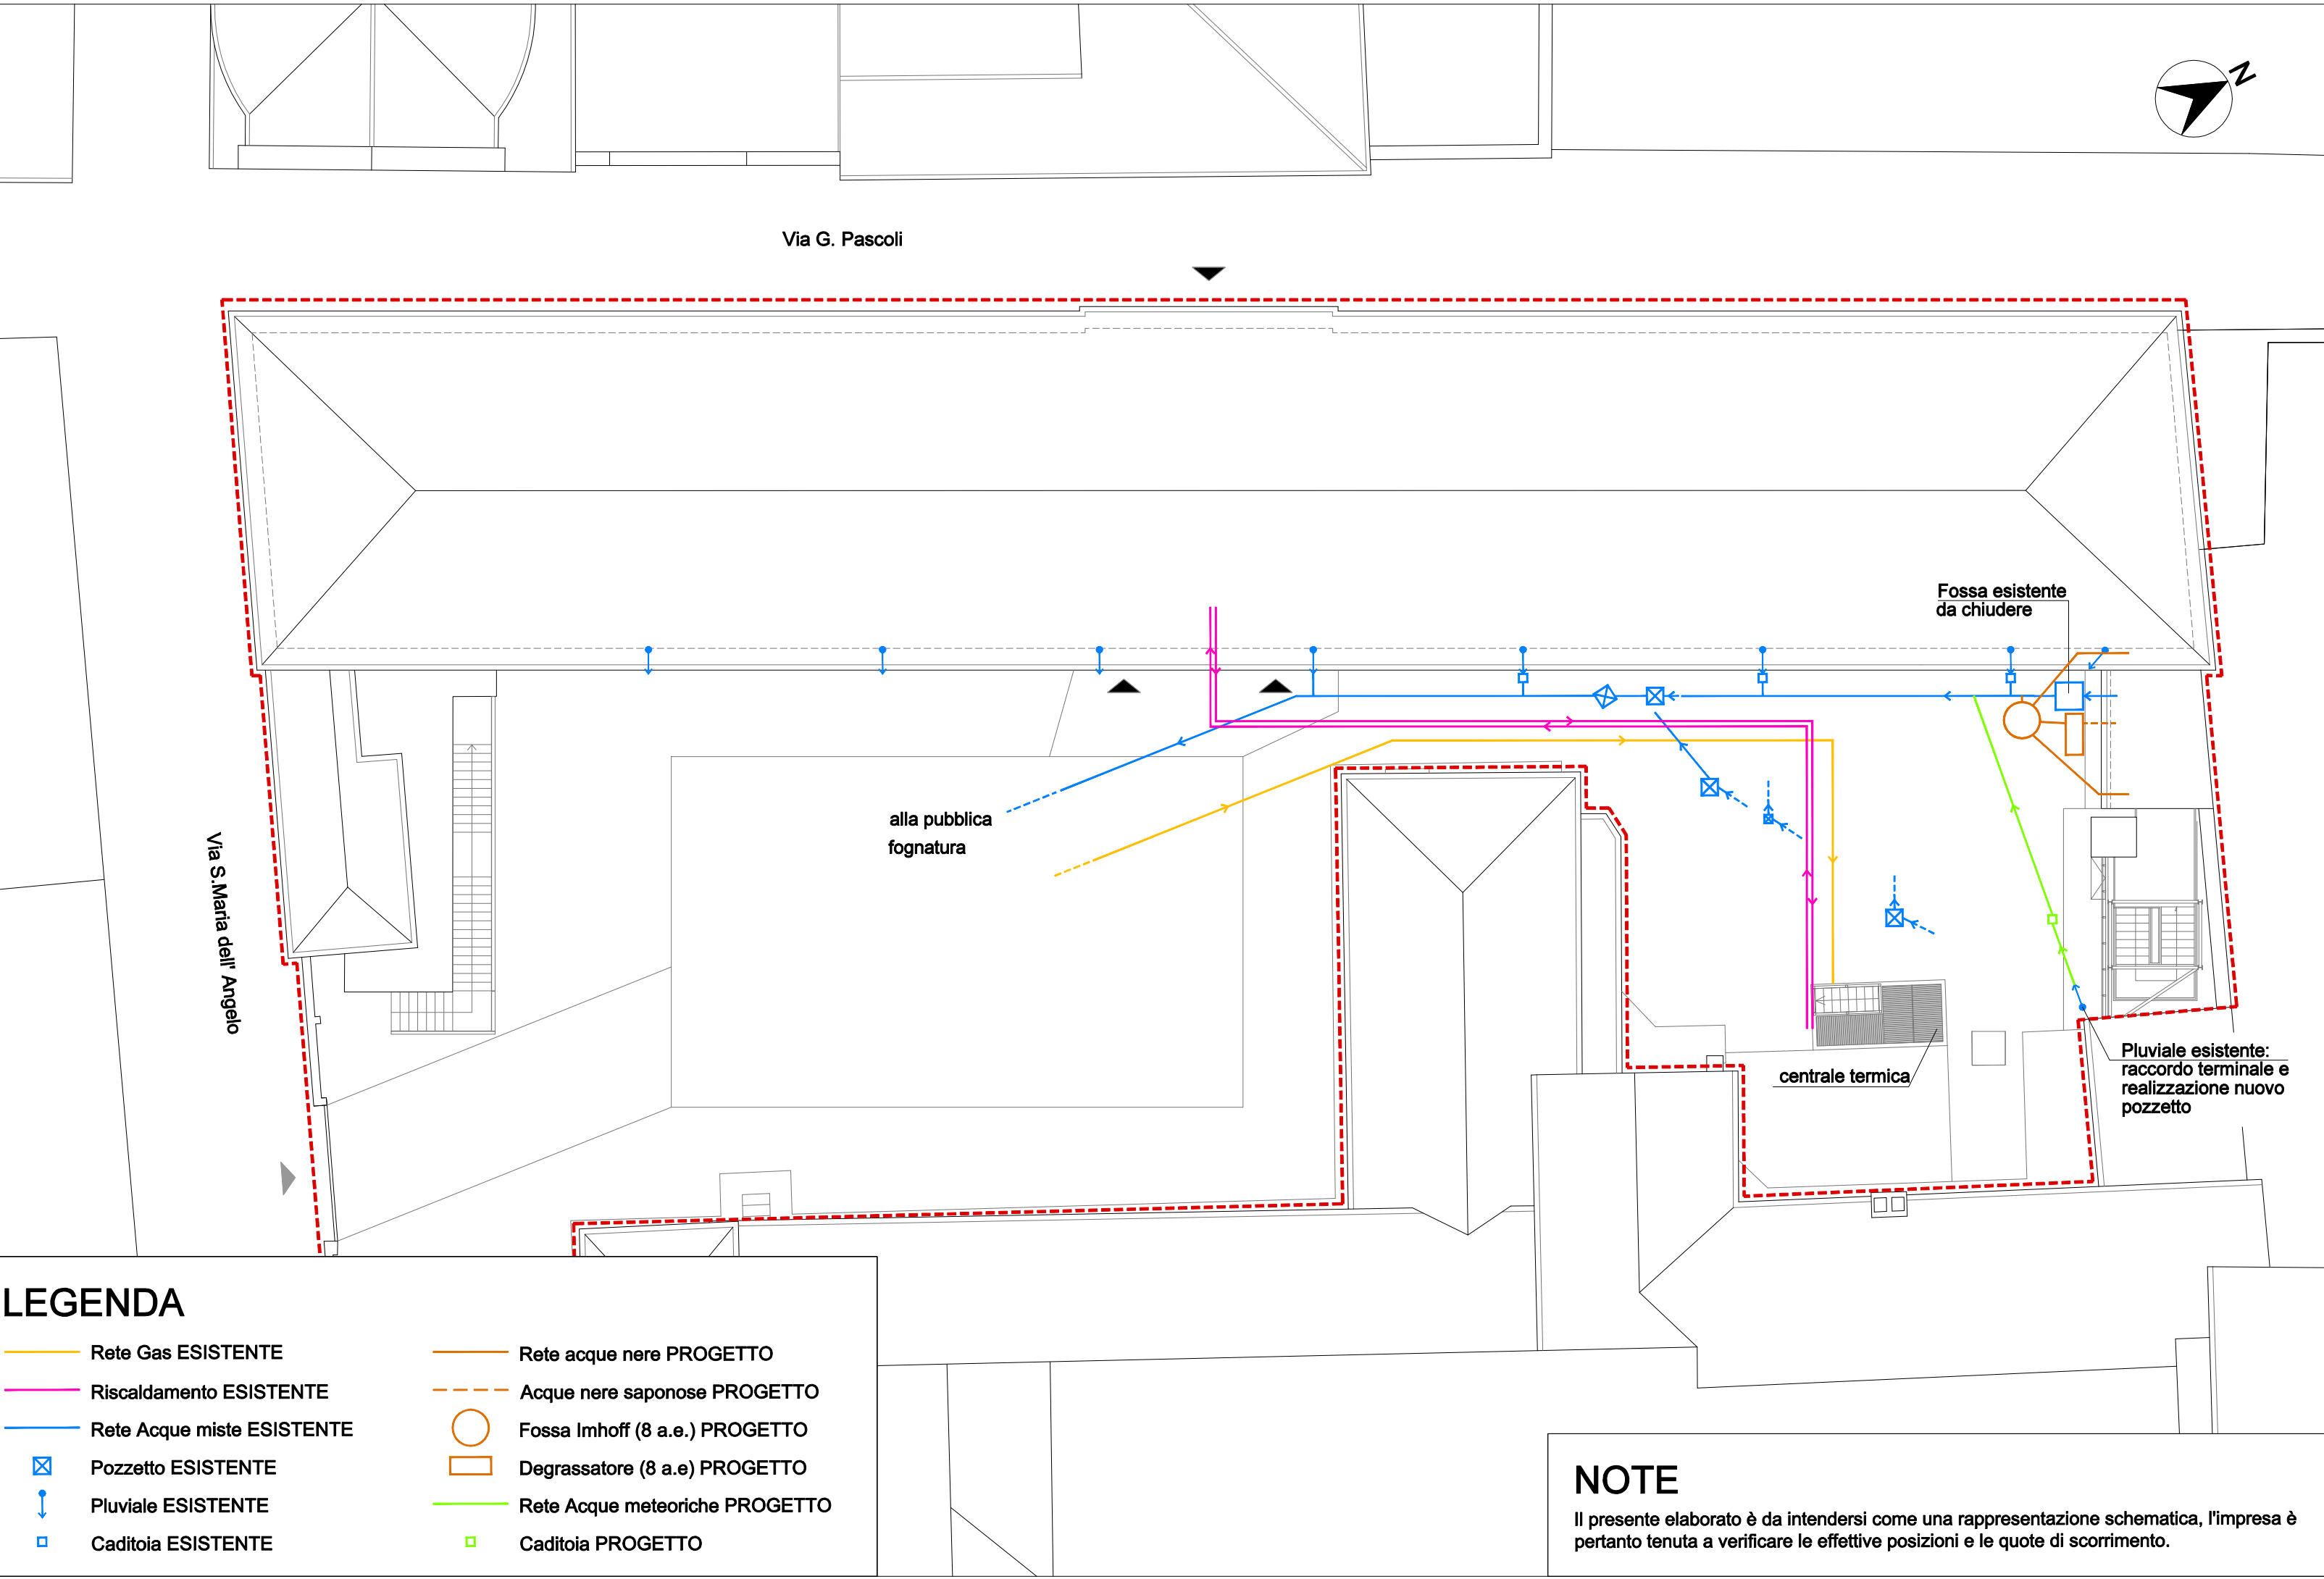 N
Via G. Pascoli
Fossa esistente
da chiudere
alla pubblica
fognatura
Via S.Maria dell' Angelo
centrale termica
Pluviale esistente:
raccordo terminale e
realizzazione nuovo
pozzetto
LEGENDA
Rete Gas ESISTENTE
Riscaldamento ESISTENTE
Rete Acque miste ESISTENTE
Pozzetto ESISTENTE
Pluviale ESISTENTE
Caditoia ESISTENTE
Rete acque nere PROGETTO
Acque nere saponose PROGETTO
Fossa Imhoff (8 a.e.) PROGETTO
Degrassatore (8 a.e) PROGETTO
Rete Acque meteoriche PROGETTO
Caditoia PROGETTO
NOTE
Il presente elaborato è da intendersi come una rappresentazione schematica, l'impresa è
pertanto tenuta a verificare le effettive posizioni e le quote di scorrimento.